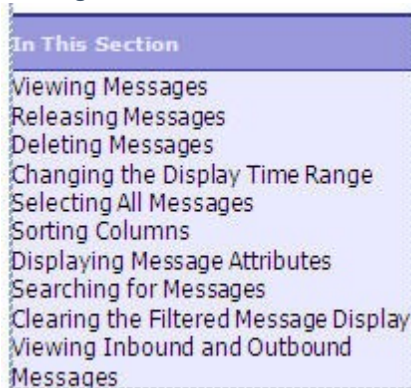 In This Section
Viewing Messages
Releasing Messages
Deleting Messages
Changing the Display Time Range
Selecting All Messages
Sorting Columns
Displaying Message Attributes
Searching for Messages
Clearing the Filtered Message Display
Viewing Inbound and Outbound
Messages